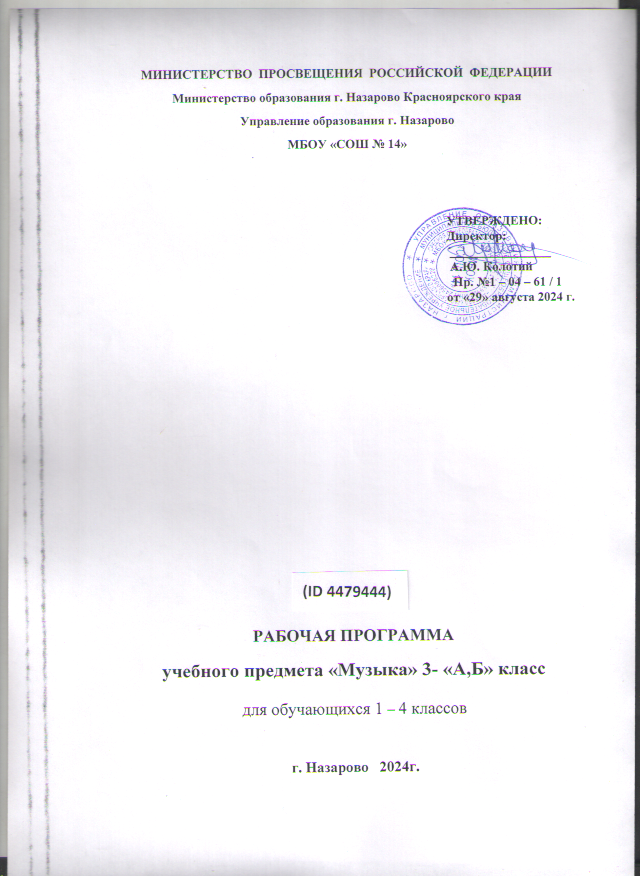 МИНИСТЕРСТВО ПРОСВЕЩЕНИЯ РОССИЙСКОЙ ФЕДЕРАЦИИ
Министерство образования г. Назарово Красноярского края
Управление образования г. Назарово
МБОУ «СОШ № 14»
УТВЕРЖДЕНО:
Директор:
А.Ю. Колотий
Пр. №1 – 04 – 61 / 1
от «29» августа 2024 г.
(ID 4479444)
РАБОЧАЯ ПРОГРАММА
учебного предмета «Музыка» 3- «А,Б» класс
для обучающихся 1 – 4 классов
г. Назарово 2024г.